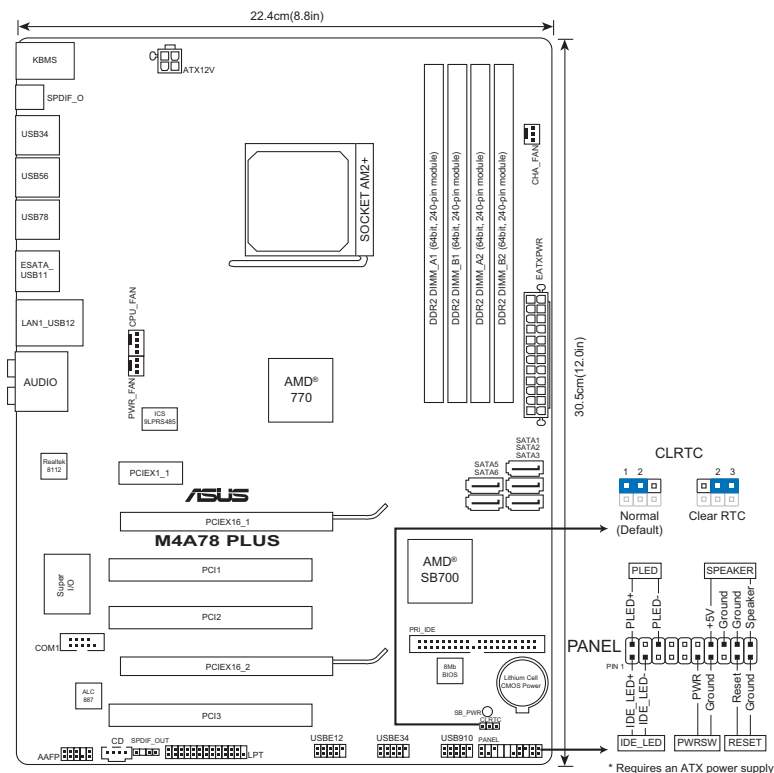 22.4cm(8.8in)
KBMS
ATX12V
SPDIF_O
USB34
USB56
USB78
ESATA_
USB11
LAN1_USB12
AUDIO
CPU_FAN
PWR_FAN
SOCKET AM2+
DDR2 DIMM_A1 (64bit, 240-pin module)
DDR2 DIMM_B1 (64bit, 240-pin module)
DDR2 DIMM_A2 (64bit, 240-pin module)
DDR2 DIMM_B2 (64bit, 240-pin module)
CHA_FAN
EATXPWR
30.5cm(12.0in)
AMD®
770
ICS
9LPRS485
Realtek
8112
PCIEX1_1
SATA1
SATA2
SATA3
SATA5
SATA6
ASUS
PCIEX16_1
M4A78 PLUS
PCI1
Super
I/O
AMD®
SB700
PCI2
COM1
PRI_IDE
PCIEX16_2
8Mb
BIOS
Lithium Cell
CMOS Power
ALC
887
PCI3
SB_PWR
CLRTC
AAFP
CD
SPDIF_OUT
LPT
USBE12
USBE34
USB910
PANEL
CLRTC
1 2
2 3
Normal
(Default)
Clear RTC
PLED
SPEAKER
PLED+
PLED-
+5V
Ground
Ground
Speaker
PANEL
PIN 1
IDE_LED+
IDE_LED-
PWR
Ground
Reset
Ground
IDE_LED
PWRSW
RESET
* Requires an ATX power supply